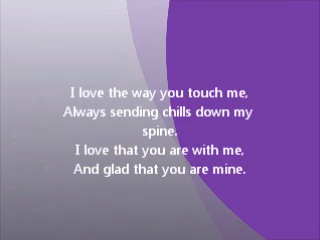 I love the way you touch me,
Always sending chills down my
spine.
I love that you are with me,
And glad that you are mine.